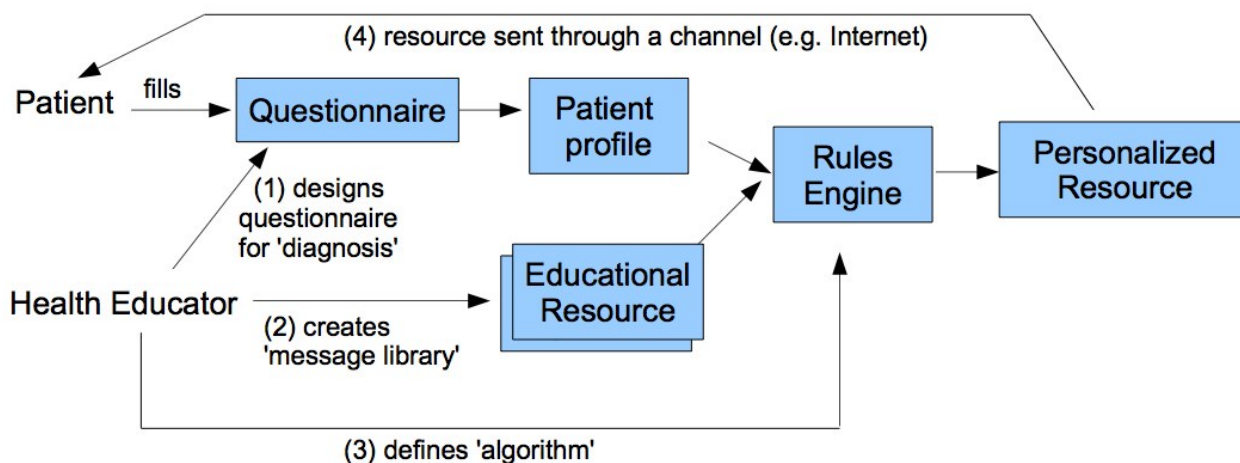 (4) resource sent through a channel (e.g. Internet)
Patient
fills
Questionnaire
Patient
profile
Rules
Engine
Personalized
Resource
(1) designs
questionnaire
for 'diagnosis'
Health Educator
(2) creates
'message library'
Educational
Resource
(3) defines 'algorithm'